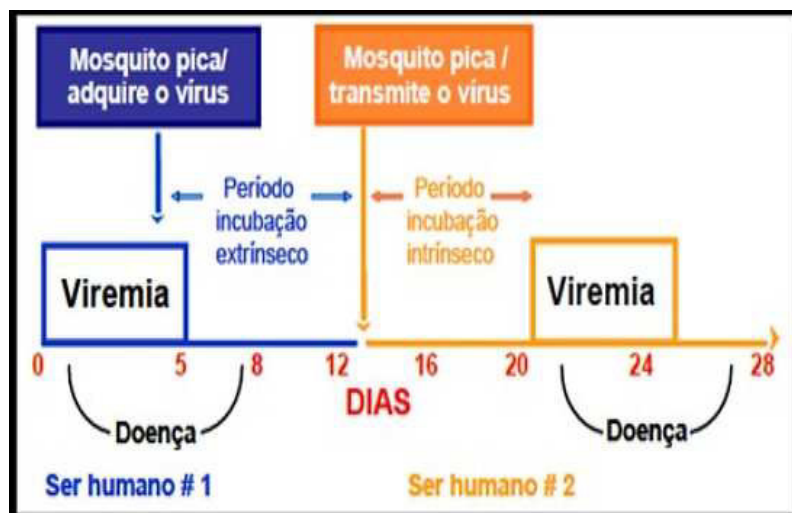 Mosquito pica/
adquire o vírus
Mosquito pica /
transmite o vírus
Período
incubação
extrínseco
Período
incubação
intrínseco
Viremia
Viremia
0 5 8 12 16 20 24 28
DIAS
Doença
Doença
Ser humano # 1
Ser humano # 2